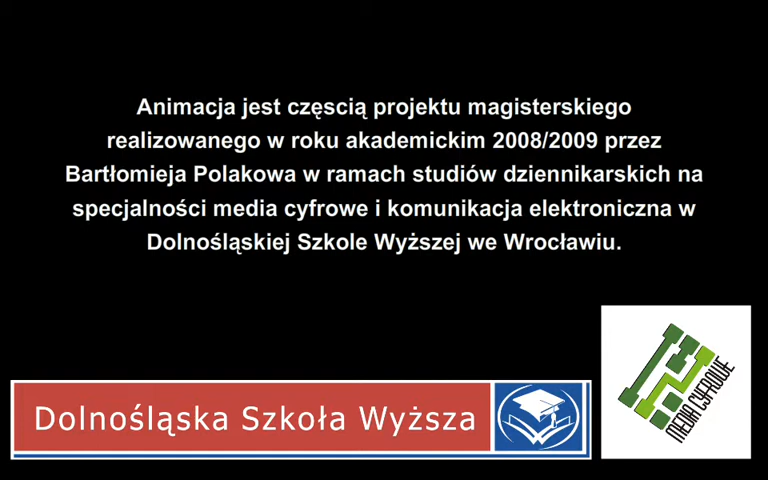 Animacja jest częscią projektu magisterskiego
realizowanego w roku akademickim 2008/2009 przez
Bartłomieja Polakowa w ramach studiów dziennikarskich na
specjalności media cyfrowe i komunikacja elektroniczna w
Dolnośląskiej Szkole Wyższej we Wrocławiu.
Dolnośląska Szkoła Wyższa
MEDIA CYFROWE